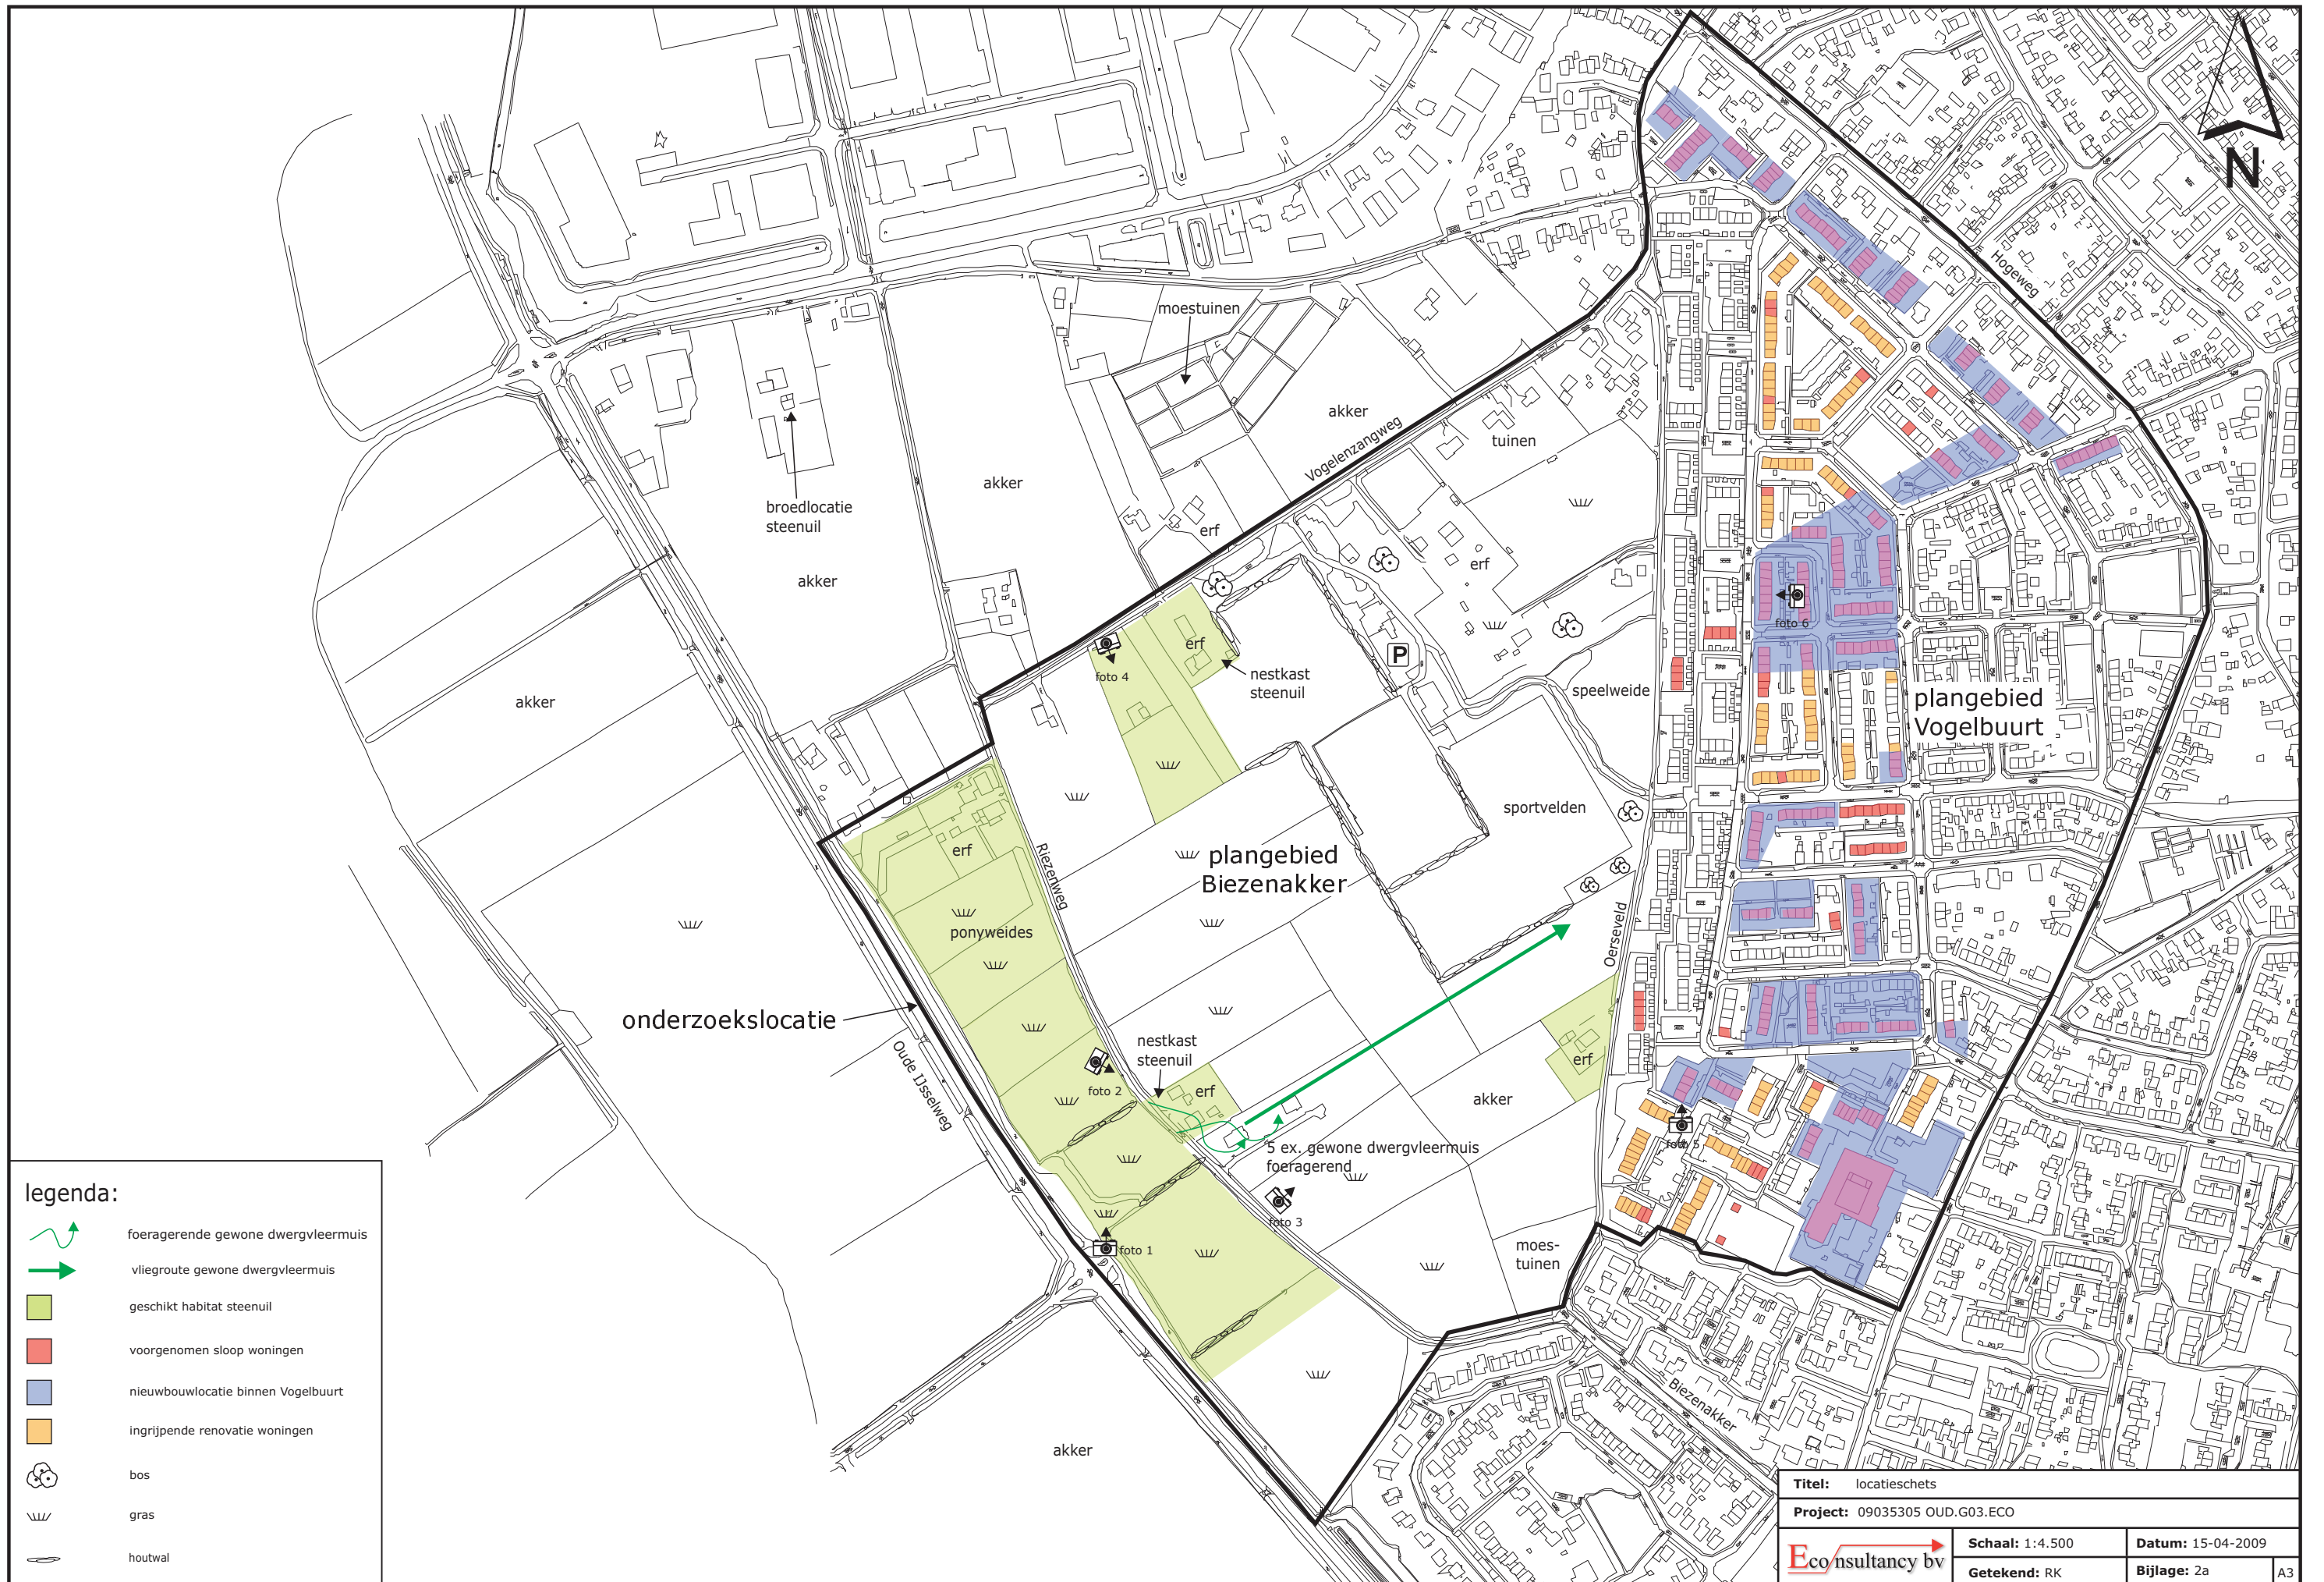 N
Hogeweg
moestuinen
akker
Vogelenzangweg
tuinen
akker
broedlocatie
steenuil
erf
akker
erf
foto 6
erf
P
foto 4
nestkast
steenuil
speelweide
akker
plangebied
Vogelbuurt
sportvelden
erf
Riezenweg
plangebied
Biezenakker
ponyweides
Oerseveld
onderzoekslocatie
nestkast
steenuil
Oude IJsselweg
erf
foto 2
erf
akker
5 ex. gewone dwergvleermuis
foeragerend
foto 5
foto 3
foto 1
moes-
tuinen
Biezenakker
akker
legenda:
foeragerende gewone dwergvleermuis
vliegroute gewone dwergvleermuis
geschikt habitat steenuil
voorgenomen sloop woningen
nieuwbouwlocatie binnen Vogelbuurt
ingrijpende renovatie woningen
bos
gras
houtwal
Titel: locatieschets
Project: 09035305 OUD.G03.ECO
Econsultancy bv
Schaal: 1:4.500
Datum: 15-04-2009
Getekend: RK
Bijlage: 2a
A3